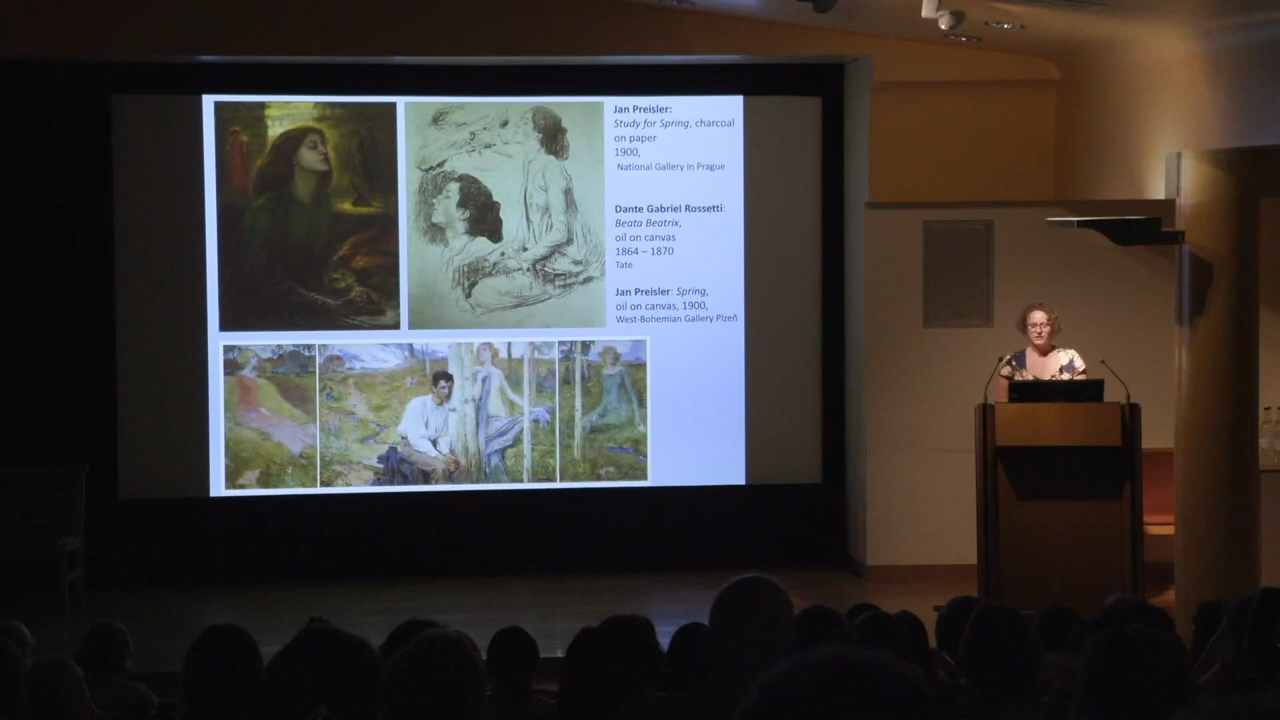 Jan Preisler:
Study for Spring, charcoal
on paper
1900,
National Gallery in Prague
Dante Gabriel Rossetti:
Beata Beatrix,
oil on canvas
1864 – 1870
Tate
Jan Preisler: Spring,
oil on canvas, 1900,
West-Bohemian Gallery Plzeň